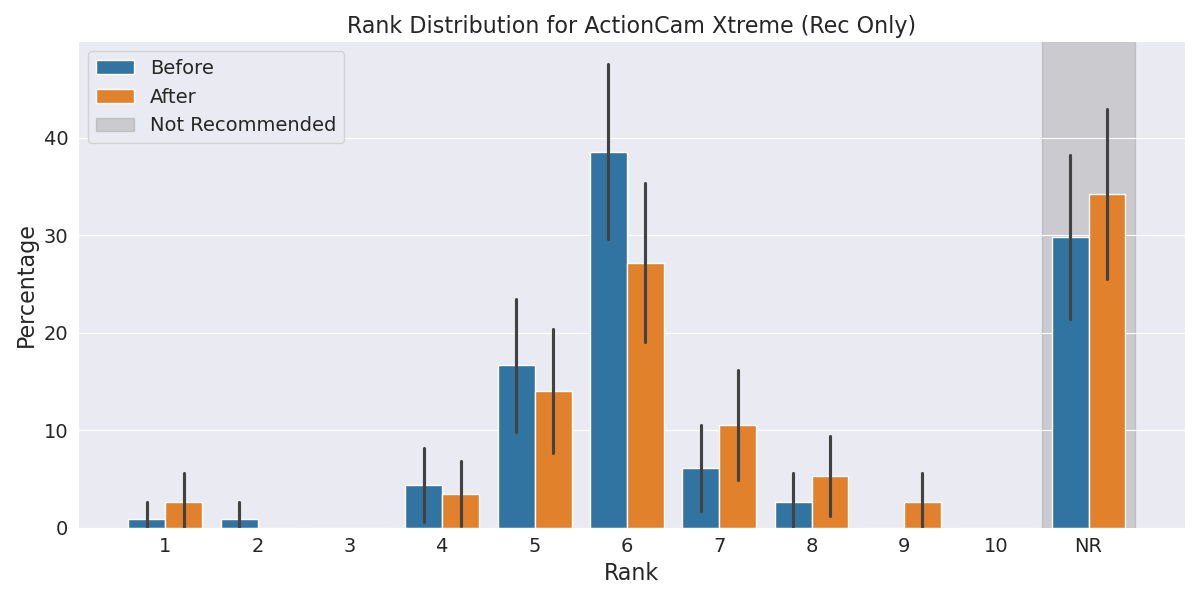 Rank Distribution for ActionCam Xtreme (Rec Only)
Before
After
Not Recommended
Percentage
40
30
20
10
0
1 2 3 4 5 6 7 8 9 10 NR
Rank